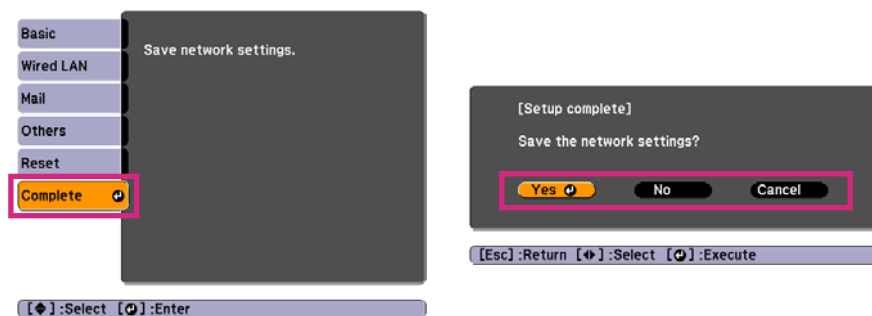 Basic
Wired LAN
Mail
Others
Reset
Complete
Save network settings.
[◆]:Select [↵]:Enter
[Setup complete]
Save the network settings?
Yes
No
Cancel
[Esc]:Return [◀▶]:Select [↵]:Execute